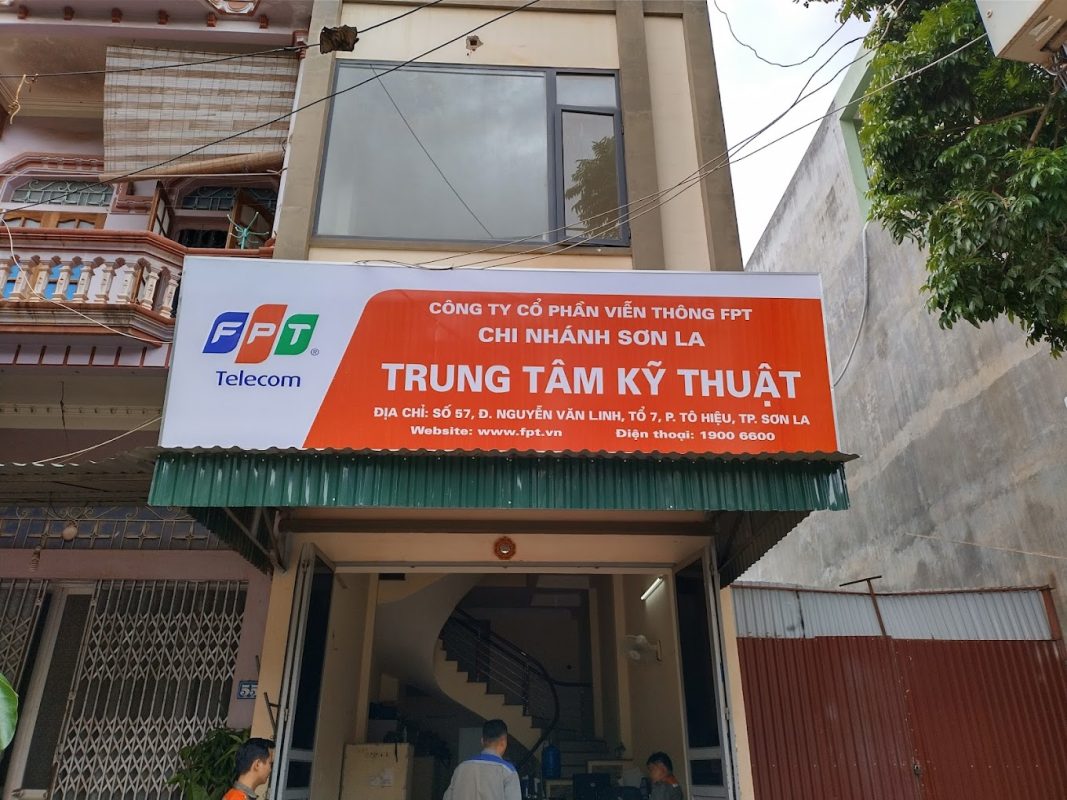 FPT®
Telecom
CÔNG TY CỔ PHẦN VIỄN THÔNG FPT
CHI NHÁNH SƠN LA
TRUNG TÂM KỸ THUẬT
ĐỊA CHỈ: SỐ 57, Đ. NGUYỄN VĂN LINH, TỔ 7, P. TÔ HIỆU, TP. SƠN LA
Website: www.fpt.vn Điện thoại: 1900 6600
55